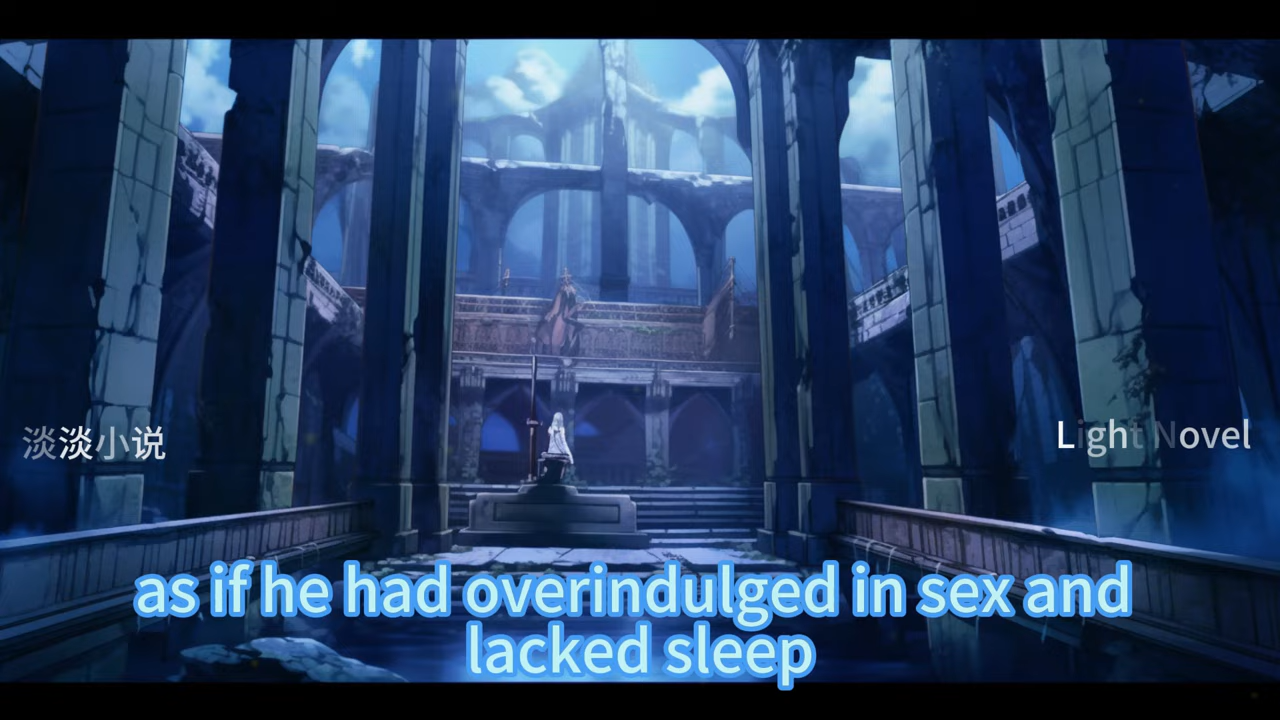 淡淡小说
Light Novel
as if he had overindulged in sex and
lacked sleep